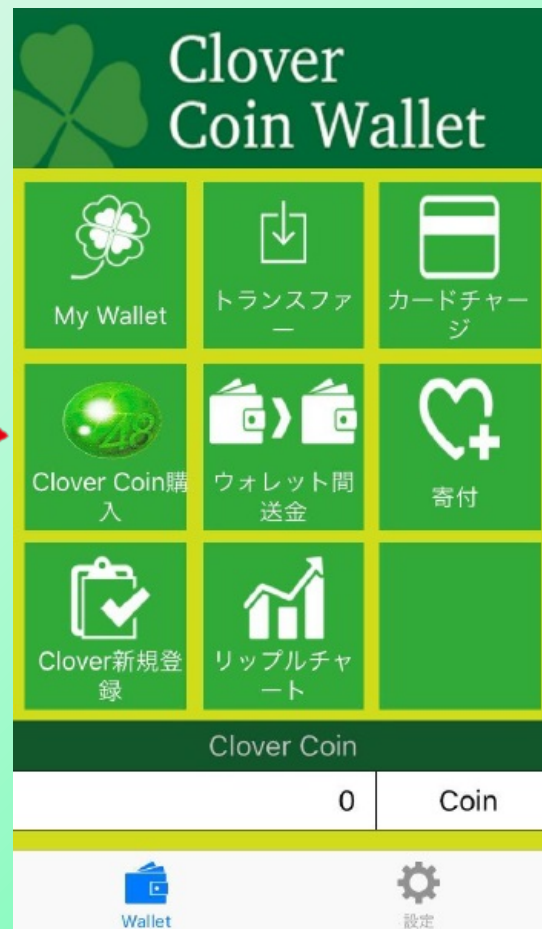 Clover
Coin Wallet
My Wallet
トランスファ
ー
カードチャー
ジ
48
Clover Coin購
入
ウォレット間
送金
寄付
Clover新規登
録
リップルチャ
ート
Clover Coin
0
Coin
Wallet
設定